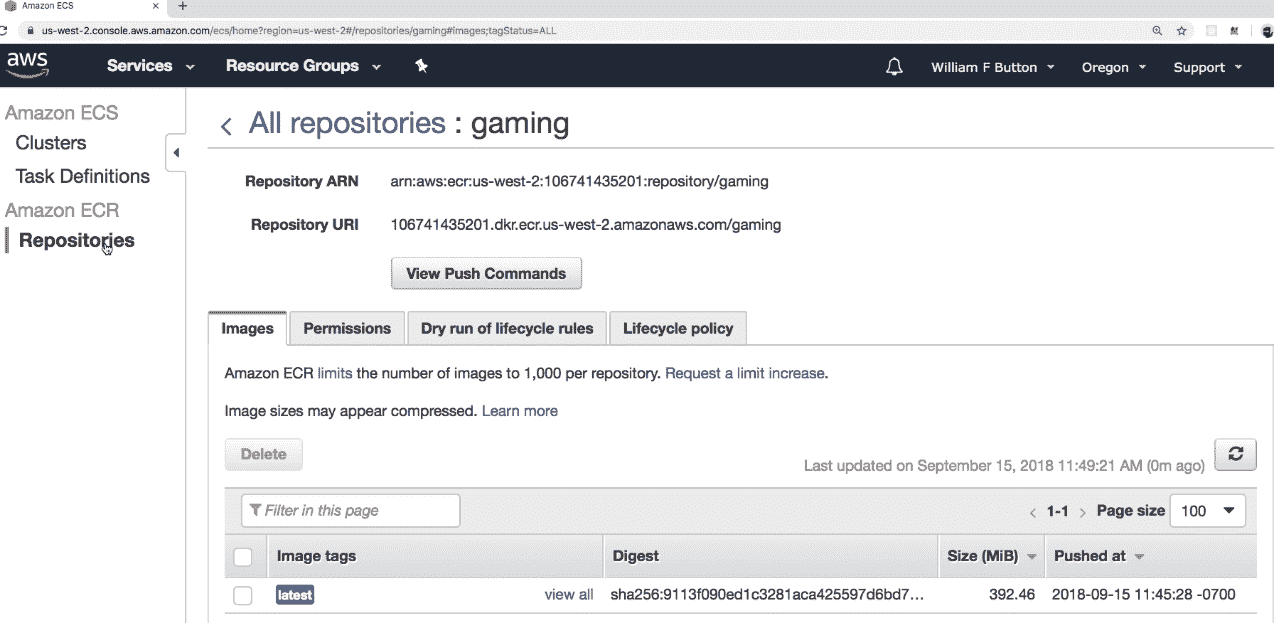 Amazon ECS
us-west-2.console.aws.amazon.com/ecs/home?region=us-west-2#/repositories/gaming#images;tagStatus=ALL
aws Services Resource Groups William F Button Oregon Support
Amazon ECS
Clusters
Task Definitions
Amazon ECR
Repositories
All repositories : gaming
Repository ARN arn:aws:ecr:us-west-2:106741435201:repository/gaming
Repository URI 106741435201.dkr.ecr.us-west-2.amazonaws.com/gaming
View Push Commands
Images Permissions Dry run of lifecycle rules Lifecycle policy
Amazon ECR limits the number of images to 1,000 per repository. Request a limit increase.
Image sizes may appear compressed. Learn more
Delete
Last updated on September 15, 2018 11:49:21 AM (0m ago)
Filter in this page < 1-1 > Page size 100
Image tags Digest Size (MiB) Pushed at
latest view all sha256:9113f090ed1c3281aca425597d6bd7... 392.46 2018-09-15 11:45:28 -0700